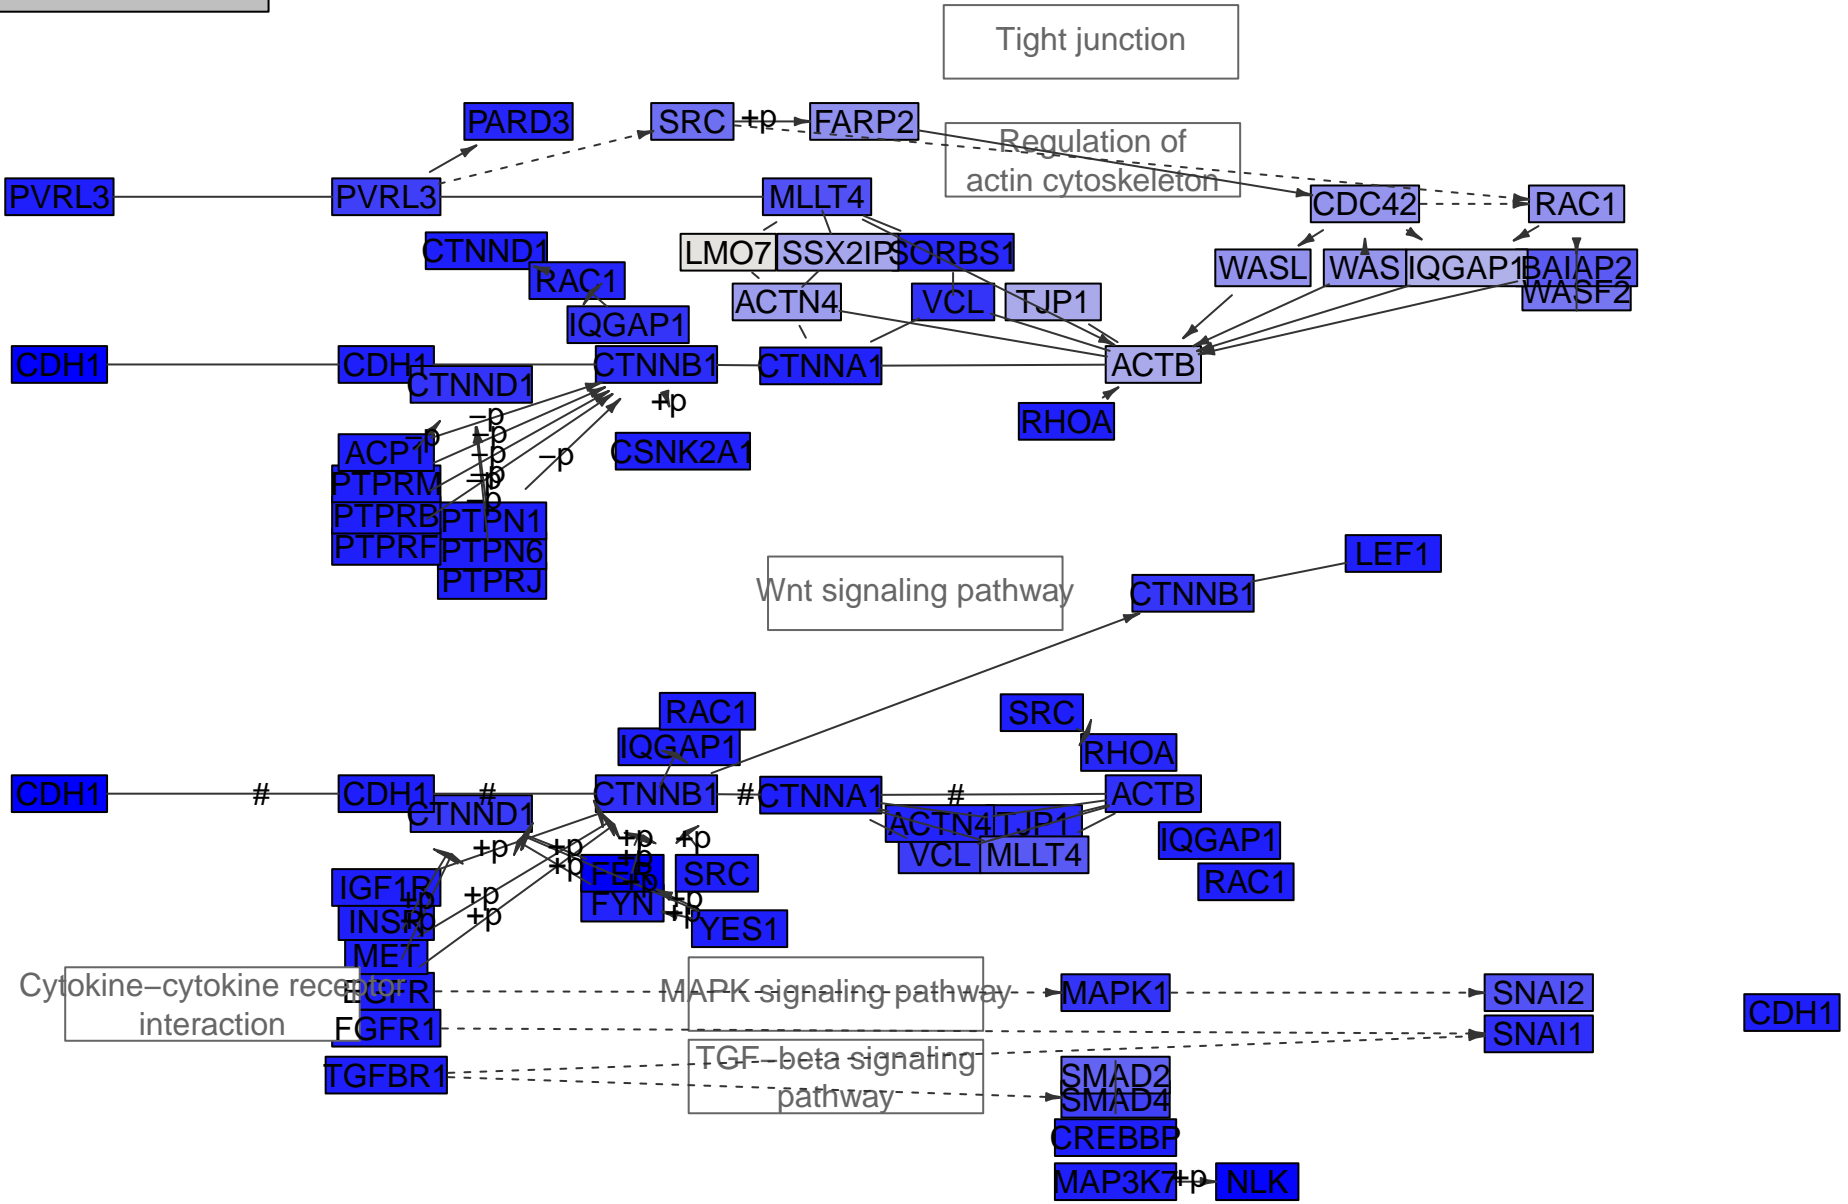 Tight junction
PARD3
SRC
+p
FARP2
Regulation of
actin cytoskeleton
PVRL3
PVRL3
MLLT4
CDC42
RAC1
CTNND1
LMO7
SSX2IP
SORBS1
WASL
WAS
IQGAP1
BAIAP2
RAC1
ACTN4
VCL
TJP1
WASF2
IQGAP1
CDH1
CDH1
CTNNB1
CTNNA1
ACTB
CTNND1
+p
–p
RHOA
–p
–p
ACP1
–p
–p
CSNK2A1
–p
–p
PTPRM
–p
PTPRB
PTPN1
PTPRF
PTPN6
LEF1
PTPRJ
Wnt signaling pathway
CTNNB1
RAC1
SRC
IQGAP1
RHOA
CDH1
#
CDH1
#
CTNNB1
#
CTNNA1
#
ACTB
CTNND1
ACTN4
TJP1
+p
+p
+p
+p
IQGAP1
+p
+p
VCL
MLLT4
FER
SRC
IGF1R
+p
RAC1
+p
+p
+p
FYN
INSR
+p
+p
+p
YES1
MET
Cytokine–cytokine receptor
interaction
EGFR
MAPK signaling pathway
MAPK1
SNAI2
CDH1
FGFR1
SNAI1
TGF–beta signaling
pathway
TGFBR1
SMAD2
SMAD4
CREBBP
MAP3K7
+p
NLK